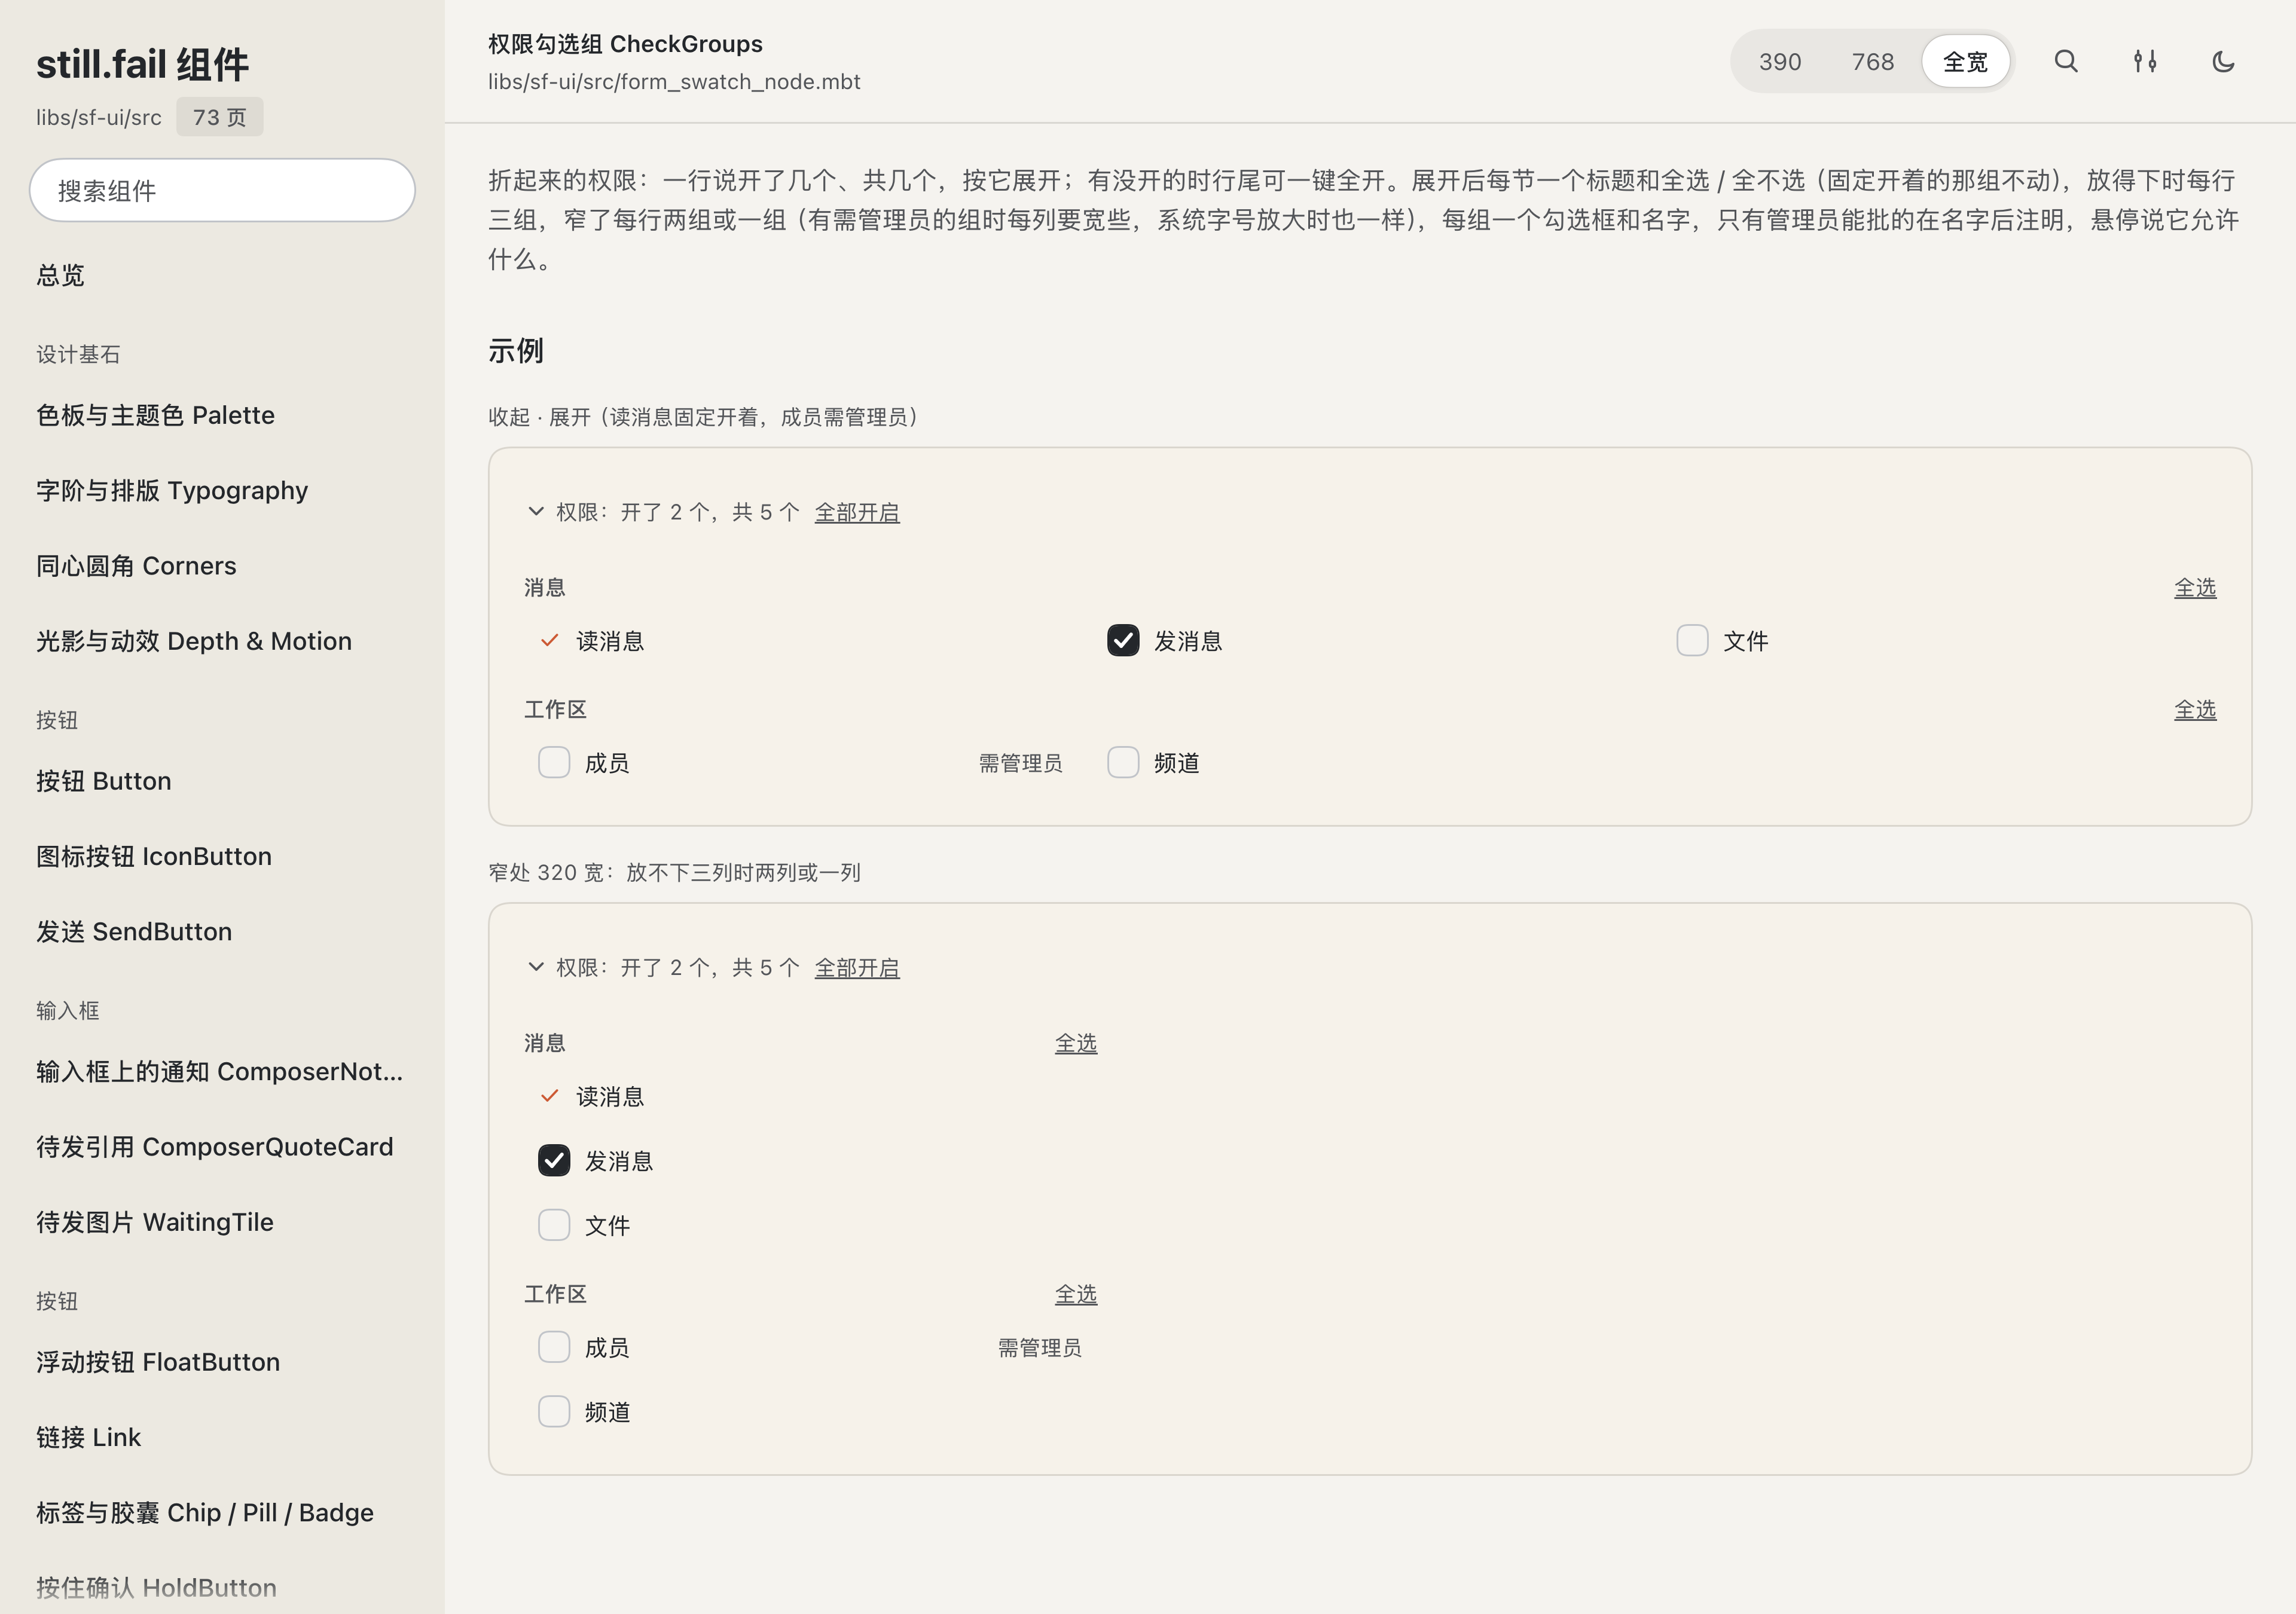 still.fail 组件
libs/sf-ui/src 73 页
搜索组件
总览
设计基石
色板与主题色 Palette
字阶与排版 Typography
同心圆角 Corners
光影与动效 Depth & Motion
按钮
按钮 Button
图标按钮 IconButton
发送 SendButton
输入框
输入框上的通知 ComposerNot...
待发引用 ComposerQuoteCard
待发图片 WaitingTile
按钮
浮动按钮 FloatButton
链接 Link
标签与胶囊 Chip / Pill / Badge
按住确认 HoldButton
权限勾选组 CheckGroups
libs/sf-ui/src/form_swatch_node.mbt
390 768 全宽
折起来的权限：一行说开了几个、共几个，按它展开；有没开的时行尾可一键全开。展开后每节一个标题和全选 / 全不选（固定开着的那组不动），放得下时每行
三组，窄了每行两组或一组（有需管理员的组时每列要宽些，系统字号放大时也一样），每组一个勾选框和名字，只有管理员能批的在名字后注明，悬停说它允许
什么。
示例
收起 · 展开（读消息固定开着，成员需管理员）
权限：开了 2 个，共 5 个 全部开启
消息 全选
读消息 发消息 文件
工作区 全选
成员 需管理员 频道
窄处 320 宽：放不下三列时两列或一列
权限：开了 2 个，共 5 个 全部开启
消息 全选
读消息
发消息
文件
工作区 全选
成员 需管理员
频道